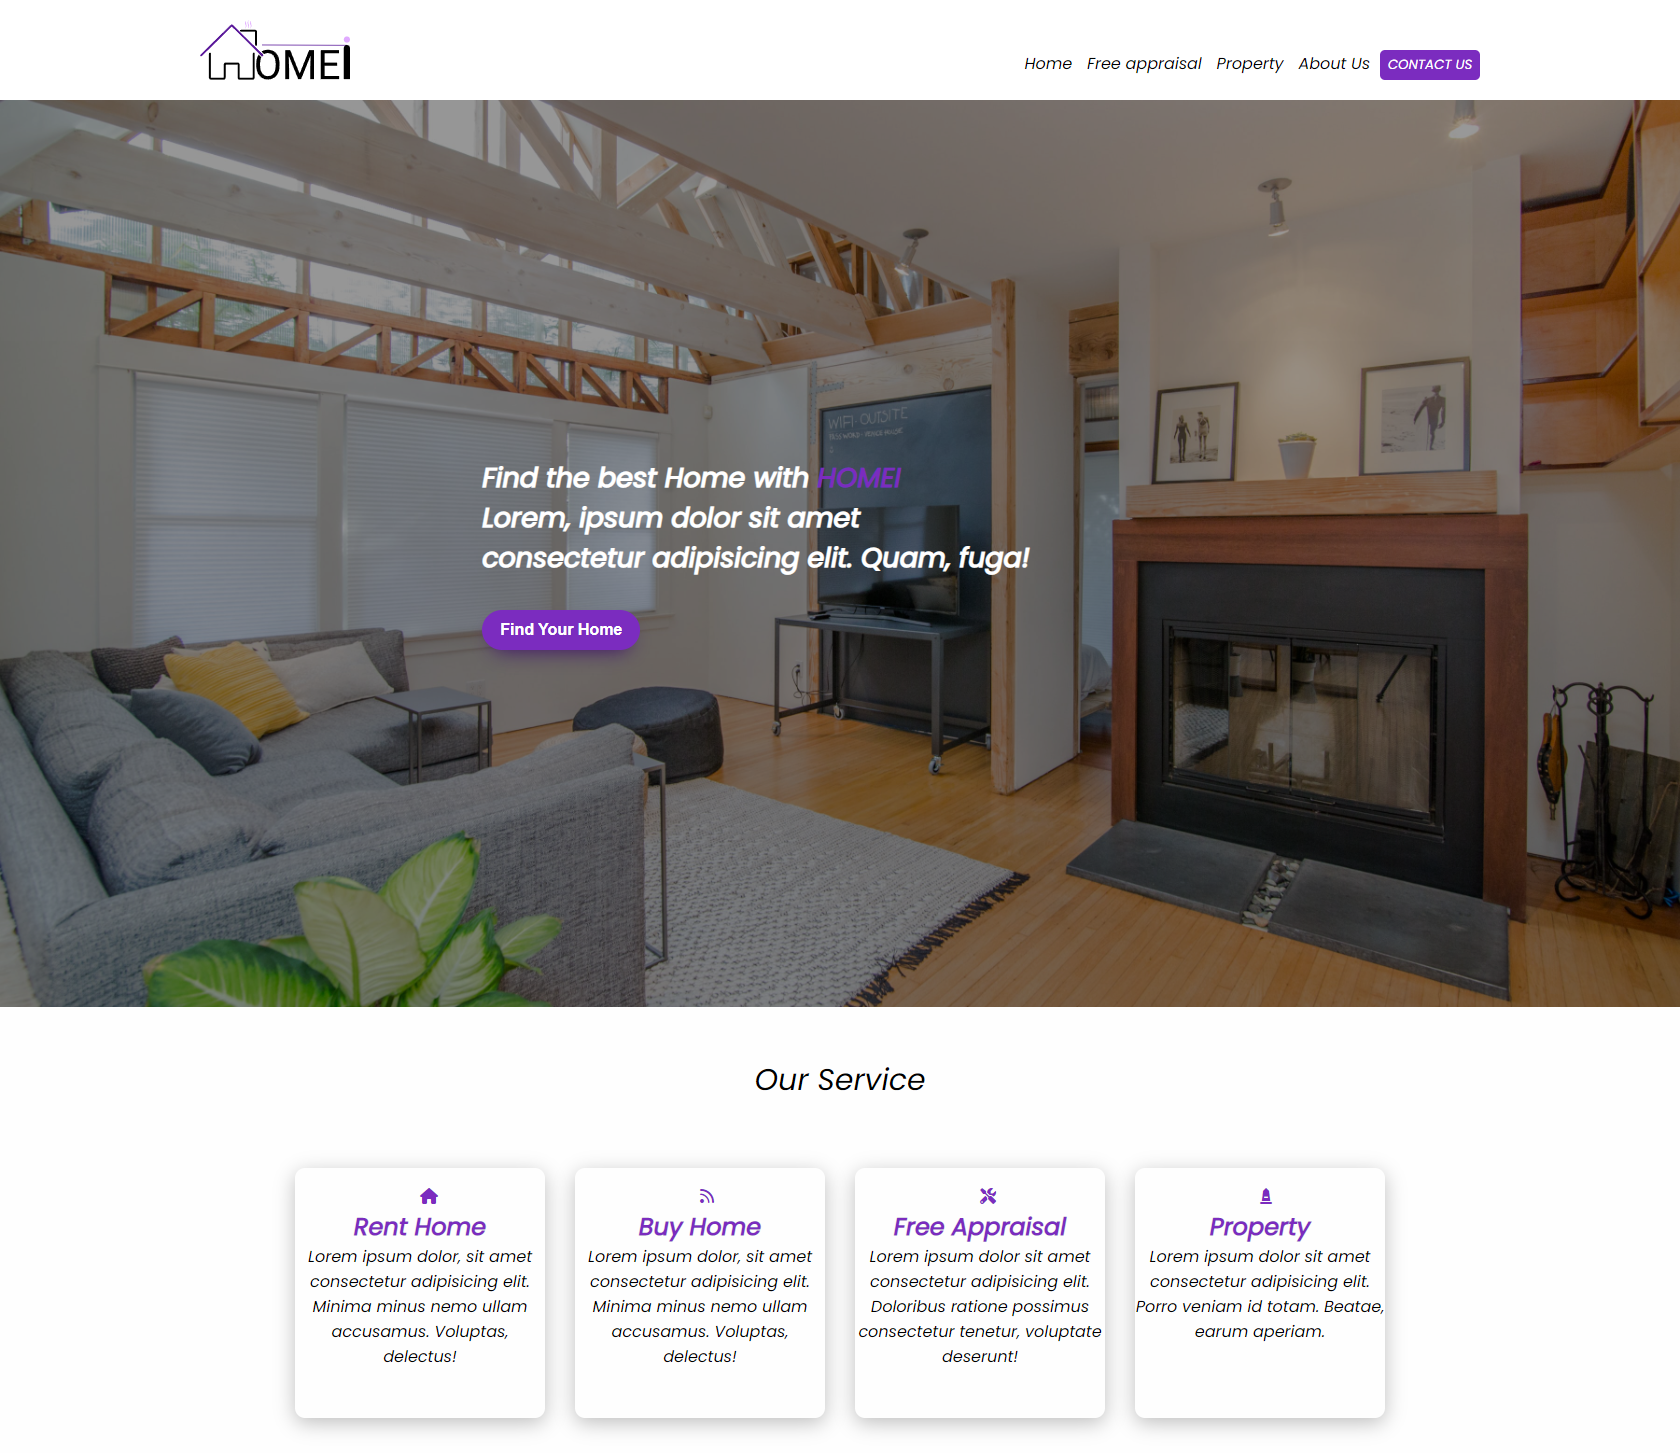 HOMEI
Home Free appraisal Property About Us CONTACT US
WIFI-OUTSITE
Find the best Home with HOMEI
Lorem, ipsum dolor sit amet
consectetur adipisicing elit. Quam, fuga!
Find Your Home
Our Service
Rent Home
Lorem ipsum dolor, sit amet
consectetur adipisicing elit.
Minima minus nemo ullam
accusamus. Voluptas,
delectus!
Buy Home
Lorem ipsum dolor, sit amet
consectetur adipisicing elit.
Minima minus nemo ullam
accusamus. Voluptas,
delectus!
Free Appraisal
Lorem ipsum dolor sit amet
consectetur adipisicing elit.
Doloribus ratione possimus
consectetur tenetur, voluptate
deserunt!
Property
Lorem ipsum dolor sit amet
consectetur adipisicing elit.
Porro veniam id totam. Beatae,
earum aperiam.